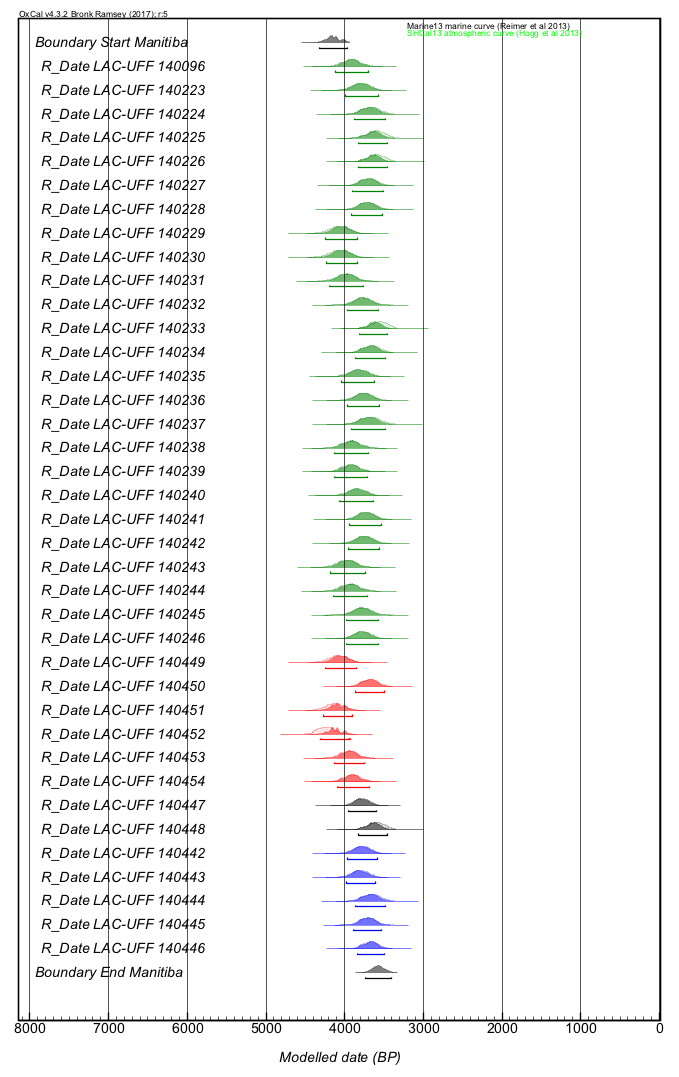 OxCal v4.3.2 Bronk Ramsey (2017); r:5
Marine13 marine curve (Reimer et al 2013)
SHCal13 atmospheric curve (Hogg et al 2013)
Boundary Start Manitiba
R_Date LAC-UFF 140096
R_Date LAC-UFF 140223
R_Date LAC-UFF 140224
R_Date LAC-UFF 140225
R_Date LAC-UFF 140226
R_Date LAC-UFF 140227
R_Date LAC-UFF 140228
R_Date LAC-UFF 140229
R_Date LAC-UFF 140230
R_Date LAC-UFF 140231
R_Date LAC-UFF 140232
R_Date LAC-UFF 140233
R_Date LAC-UFF 140234
R_Date LAC-UFF 140235
R_Date LAC-UFF 140236
R_Date LAC-UFF 140237
R_Date LAC-UFF 140238
R_Date LAC-UFF 140239
R_Date LAC-UFF 140240
R_Date LAC-UFF 140241
R_Date LAC-UFF 140242
R_Date LAC-UFF 140243
R_Date LAC-UFF 140244
R_Date LAC-UFF 140245
R_Date LAC-UFF 140246
R_Date LAC-UFF 140449
R_Date LAC-UFF 140450
R_Date LAC-UFF 140451
R_Date LAC-UFF 140452
R_Date LAC-UFF 140453
R_Date LAC-UFF 140454
R_Date LAC-UFF 140447
R_Date LAC-UFF 140448
R_Date LAC-UFF 140442
R_Date LAC-UFF 140443
R_Date LAC-UFF 140444
R_Date LAC-UFF 140445
R_Date LAC-UFF 140446
Boundary End Manitiba
8000 7000 6000 5000 4000 3000 2000 1000 0
Modelled date (BP)